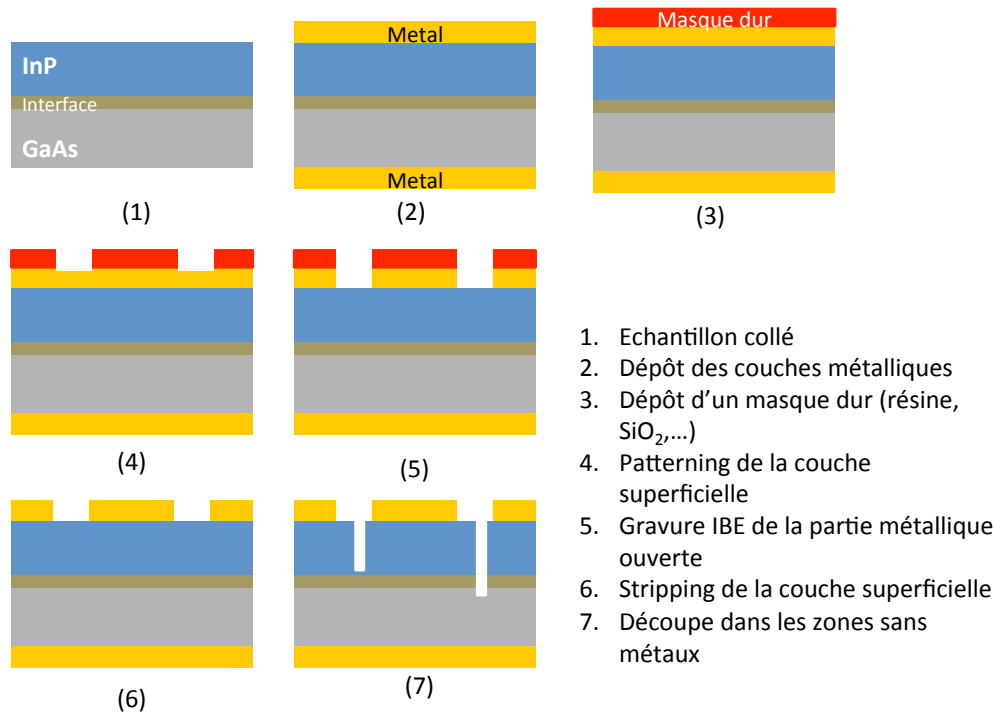 InP
Interface
GaAs
(1)
Metal
Metal
(2)
Masque dur
(3)
(4)
(5)
(6)
(7)
1. Echantillon collé
2. Dépôt des couches métalliques
3. Dépôt d’un masque dur (résine,
SiO₂,…)
4. Patterning de la couche
superficielle
5. Gravure IBE de la partie métallique
ouverte
6. Stripping de la couche superficielle
7. Découpe dans les zones sans
métaux